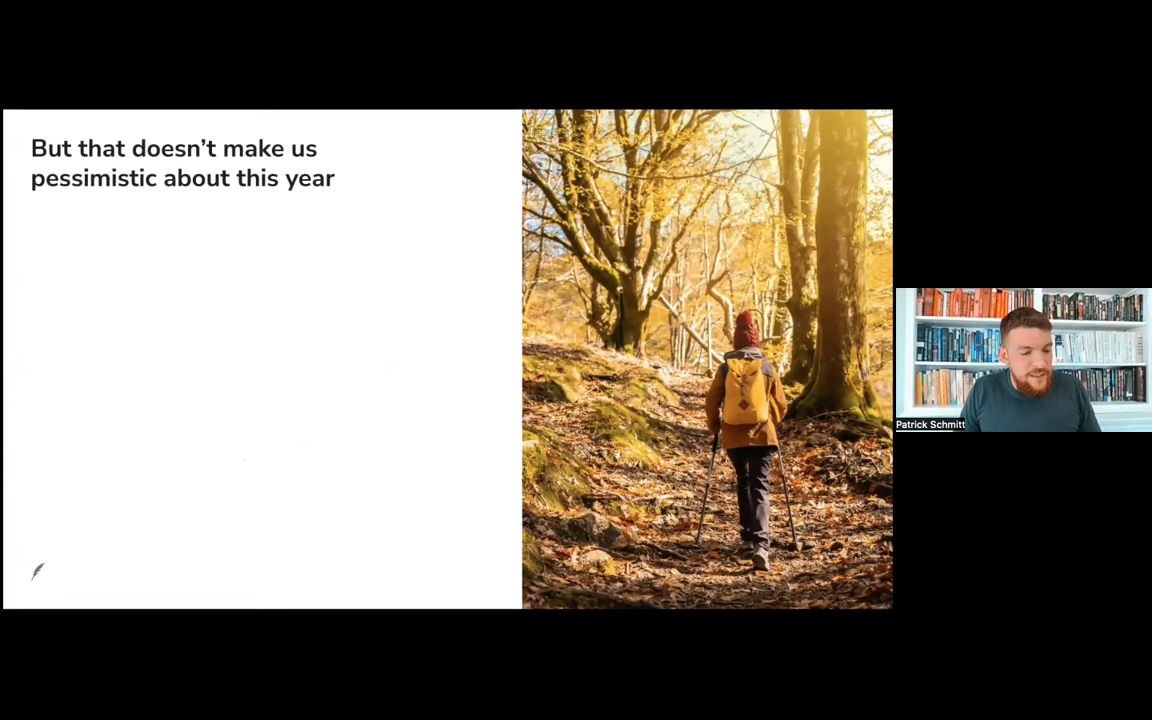 But that doesn’t make us
pessimistic about this year
Patrick Schmitt